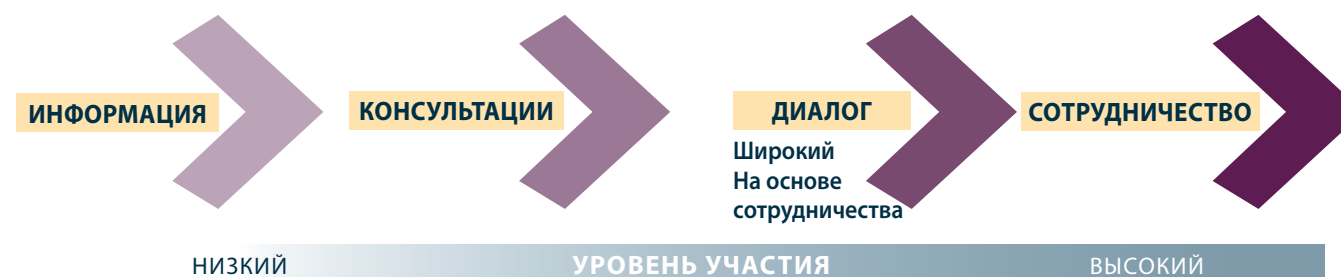 ИНФОРМАЦИЯ
КОНСУЛЬТАЦИИ
ДИАЛОГ
Широкий
На основе
сотрудничества
СОТРУДНИЧЕСТВО
НИЗКИЙ
УРОВЕНЬ УЧАСТИЯ
ВЫСОКИЙ